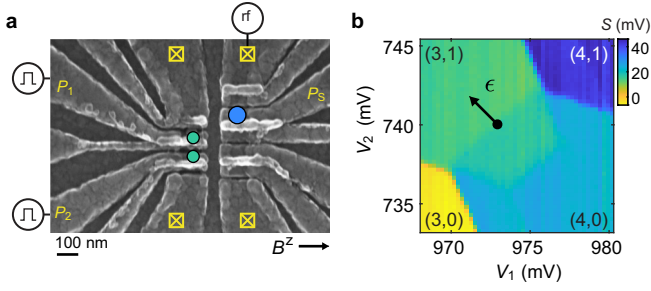 a
rf
P₁
P_S
P₂
100 nm
Bᶻ
b
S (mV)
745
740
735
V₂ (mV)
(3,1)
(4,1)
ϵ
(3,0)
(4,0)
970
975
980
V₁ (mV)
40
20
0